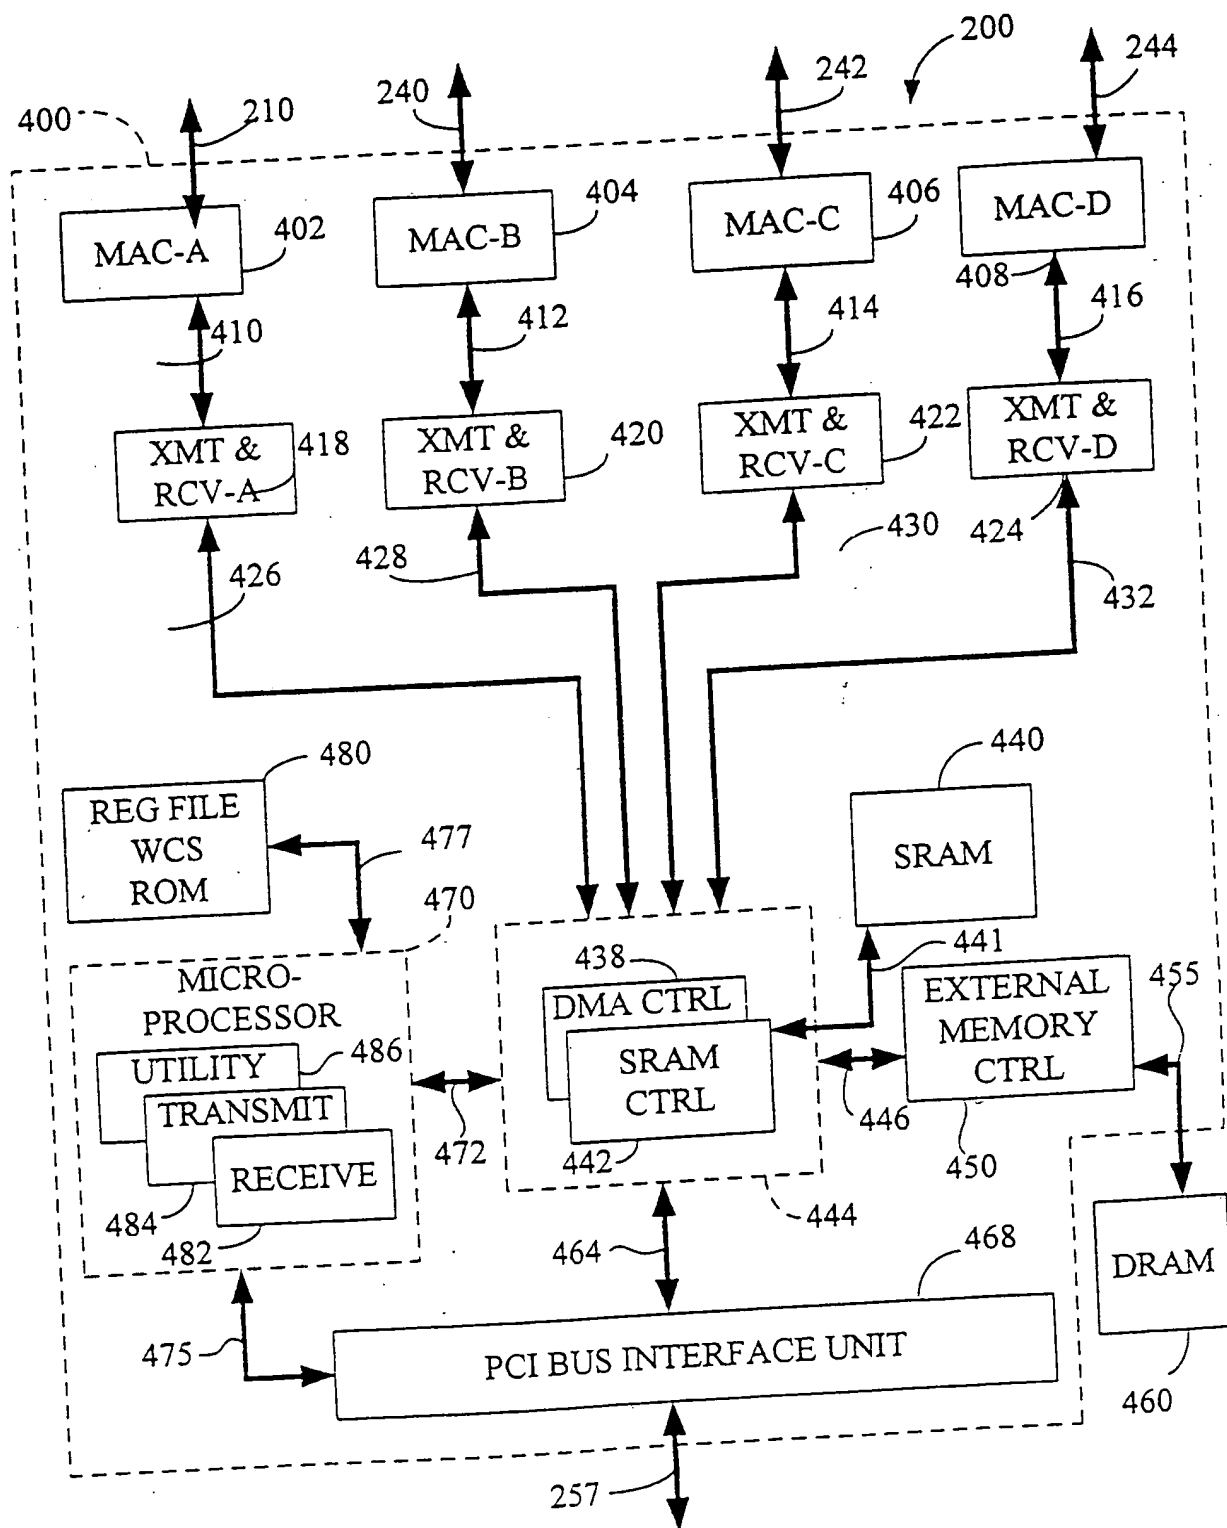 200
244
242
240
210
400
MAC-A
402
MAC-B
404
MAC-C
406
MAC-D
408
410
412
414
416
XMT &
RCV-A
418
XMT &
RCV-B
420
XMT &
RCV-C
422
XMT &
RCV-D
424
426
428
430
432
480
REG FILE
WCS
ROM
477
440
SRAM
441
470
MICRO-
PROCESSOR
UTILITY
486
TRANSMIT
RECEIVE
484
482
472
438
DMA CTRL
SRAM
CTRL
442
444
446
EXTERNAL
MEMORY
CTRL
450
455
DRAM
460
464
468
475
PCI BUS INTERFACE UNIT
257